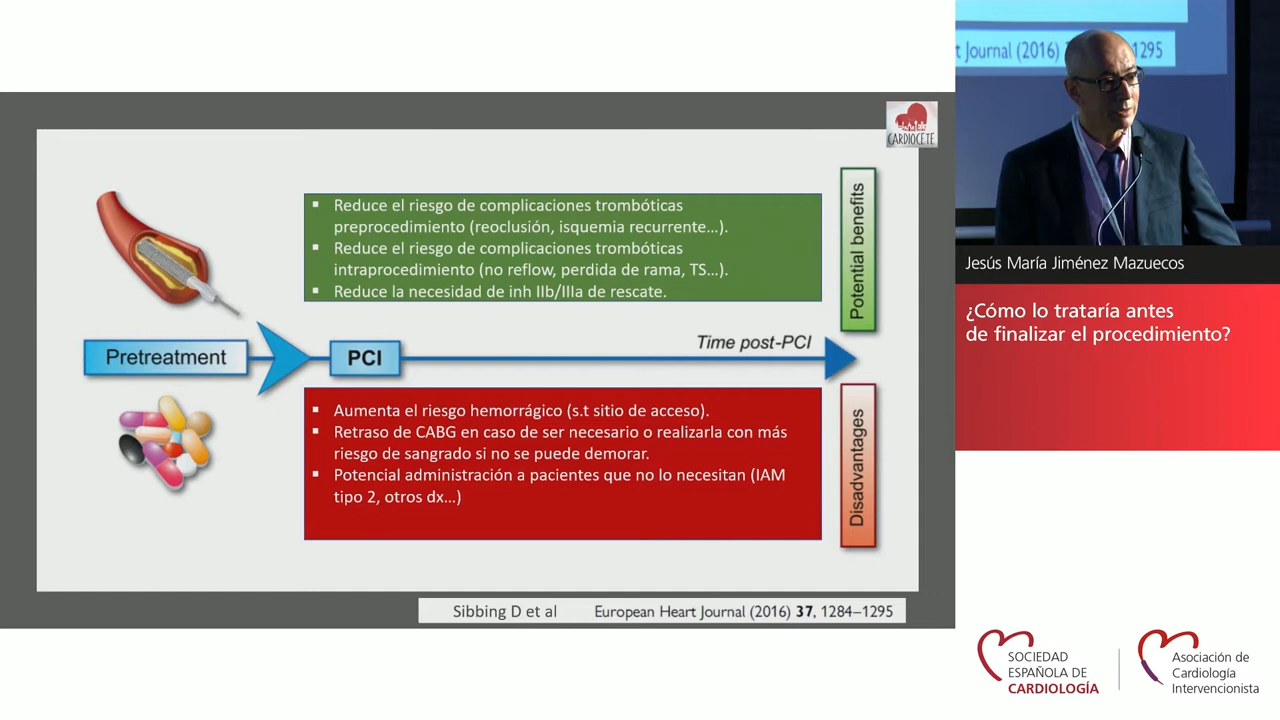 t Journal (2016)
1295
CARDIOCETE
Reduce el riesgo de complicaciones trombóticas
preprocedimiento (reoclusión, isquemia recurrente...).
Reduce el riesgo de complicaciones trombóticas
intraprocedimiento (no reflow, perdida de rama, TS...).
Reduce la necesidad de inh IIb/IIIa de rescate.
Potential benefits
Pretreatment
PCI
Time post-PCI
Aumenta el riesgo hemorrágico (s.t sitio de acceso).
Retraso de CABG en caso de ser necesario o realizarla con más
riesgo de sangrado si no se puede demorar.
Potencial administración a pacientes que no lo necesitan (IAM
tipo 2, otros dx...)
Disadvantages
Sibbing D et al European Heart Journal (2016) 37, 1284–1295
Jesús María Jiménez Mazuecos
¿Cómo lo trataría antes
de finalizar el procedimiento?
SOCIEDAD
ESPAÑOLA DE
CARDIOLOGÍA
Asociación de
Cardiología
Intervencionista